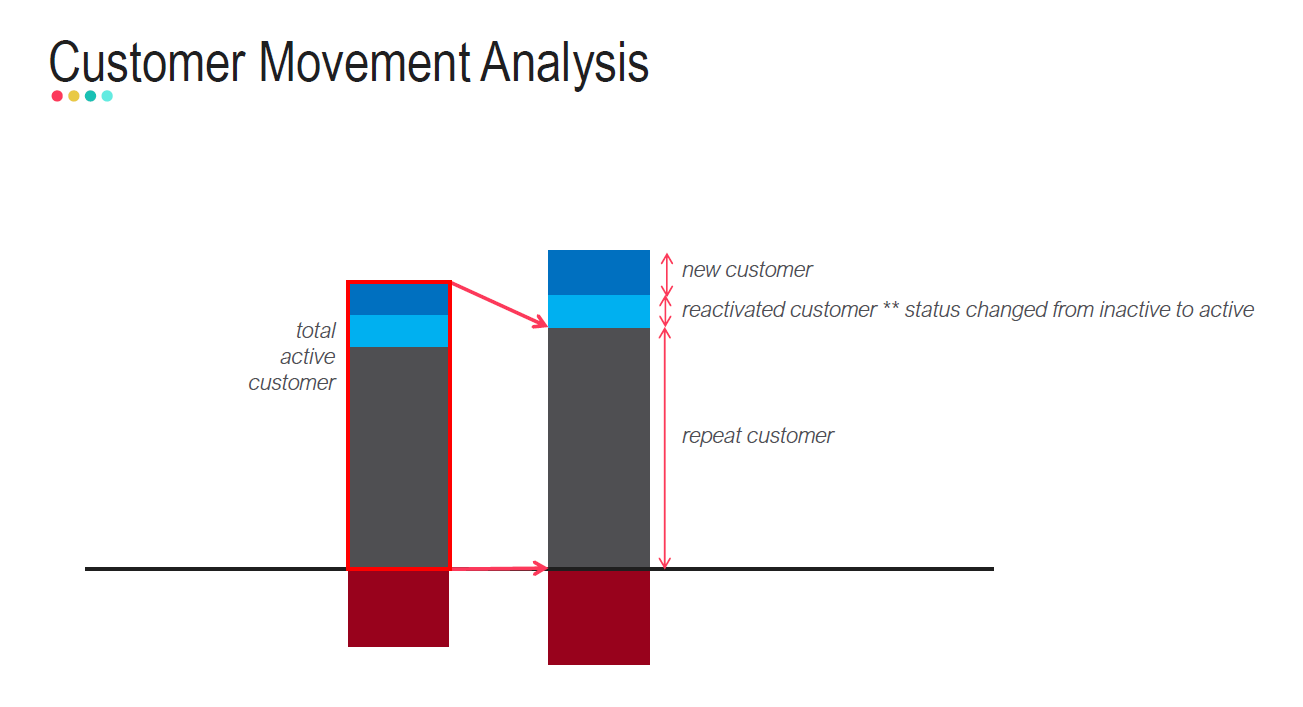 Customer Movement Analysis
new customer
reactivated customer ** status changed from inactive to active
total
active
customer
repeat customer